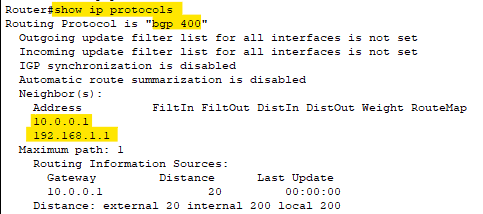 Router#show ip protocols
Routing Protocol is "bgp 400"
Outgoing update filter list for all interfaces is not set
Incoming update filter list for all interfaces is not set
IGP synchronization is disabled
Automatic route summarization is disabled
Neighbor(s):
Address FiltIn FiltOut DistIn DistOut Weight RouteMap
10.0.0.1
192.168.1.1
Maximum path: 1
Routing Information Sources:
Gateway Distance Last Update
10.0.0.1 20 00:00:00
Distance: external 20 internal 200 local 200